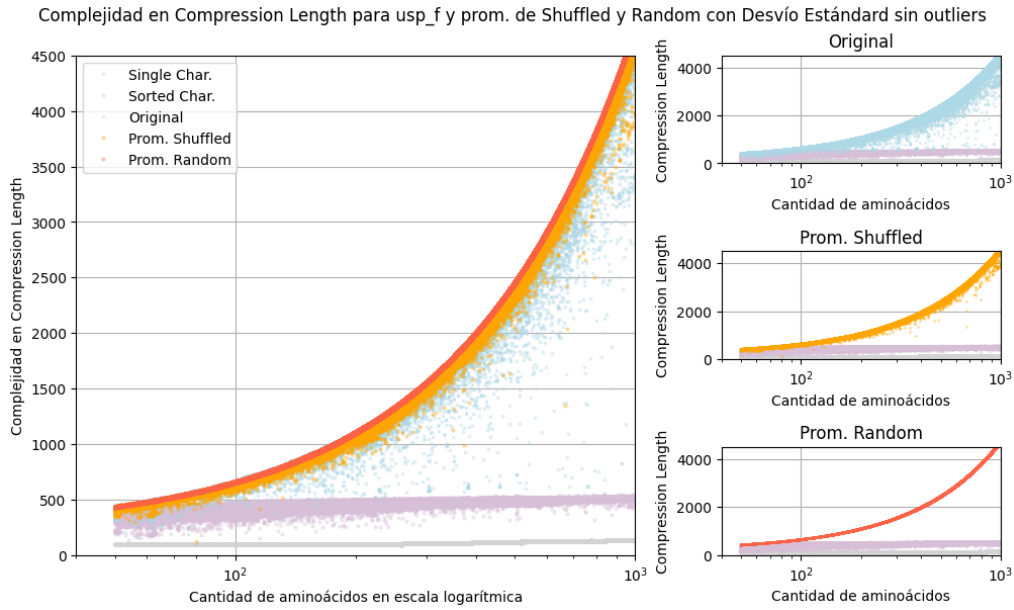 Complejidad en Compression Length para usp_f y prom. de Shuffled y Random con Desvío Estándard sin outliers
4500
4000
3500
3000
2500
2000
1500
1000
500
0
Complejidad en Compression Length
Single Char.
Sorted Char.
Original
Prom. Shuffled
Prom. Random
10²
10³
Cantidad de aminoácidos en escala logarítmica
Original
Compression Length
4000
2000
0
10²
10³
Cantidad de aminoácidos
Prom. Shuffled
Compression Length
4000
2000
0
10²
10³
Cantidad de aminoácidos
Prom. Random
Compression Length
4000
2000
0
10²
10³
Cantidad de aminoácidos